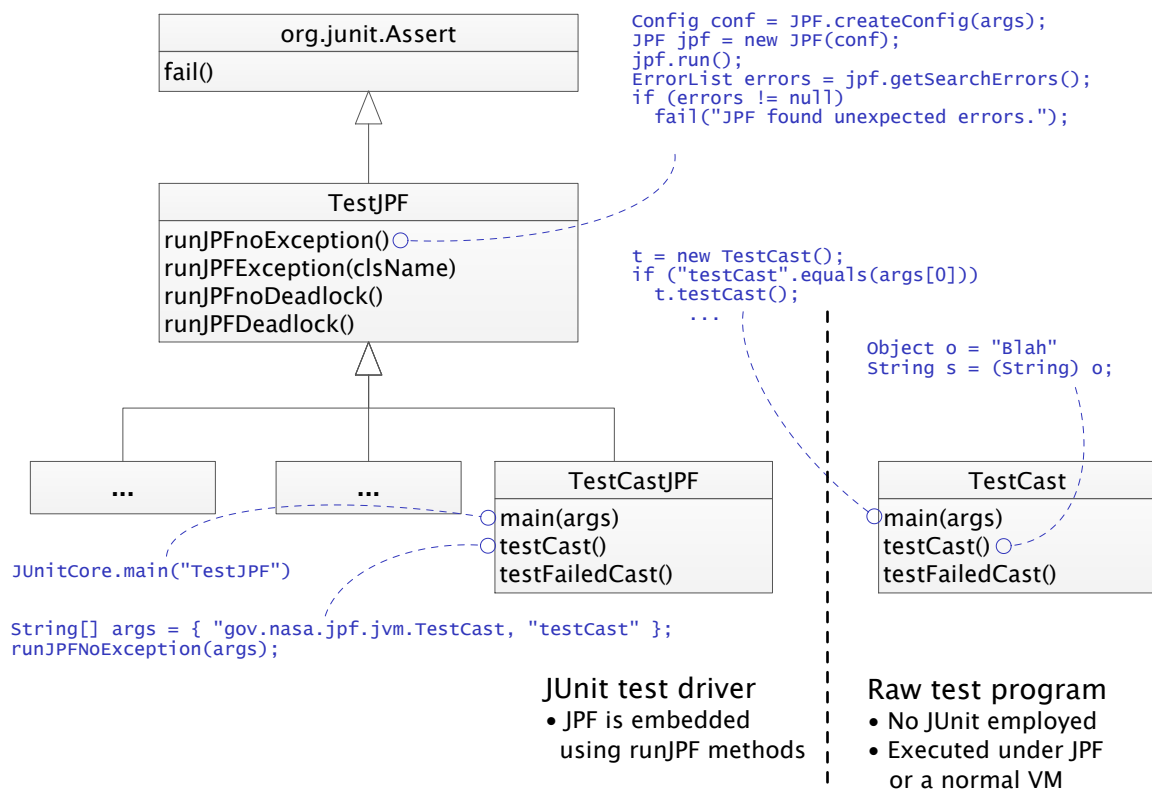 org.junit.Assert
fail()
Config conf = JPF.createConfig(args);
JPF jpf = new JPF(conf);
jpf.run();
ErrorList errors = jpf.getSearchErrors();
if (errors != null)
fail("JPF found unexpected errors.");
TestJPF
runJPFnoException()
runJPFException(clsName)
runJPFnoDeadlock()
runJPFDeadlock()
t = new TestCast();
if ("testCast".equals(args[0]))
t.testCast();
...
Object o = "Blah"
String s = (String) o;
...
...
TestCastJPF
main(args)
testCast()
testFailedCast()
TestCast
main(args)
testCast()
testFailedCast()
JUnitCore.main("TestJPF")
String[] args = { "gov.nasa.jpf.jvm.TestCast, "testCast" };
runJPFNoException(args);
JUnit test driver
• JPF is embedded
using runJPF methods
Raw test program
• No JUnit employed
• Executed under JPF
or a normal VM